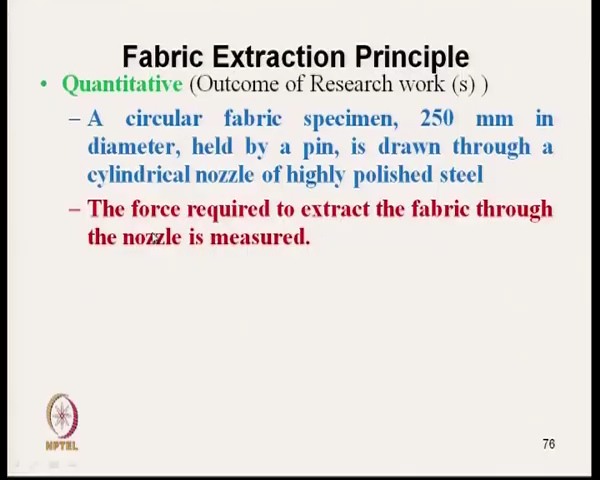 Fabric Extraction Principle
• Quantitative (Outcome of Research work (s) )
– A circular fabric specimen, 250 mm in
diameter, held by a pin, is drawn through a
cylindrical nozzle of highly polished steel
– The force required to extract the fabric through
the nozzle is measured.
NPTEL
76